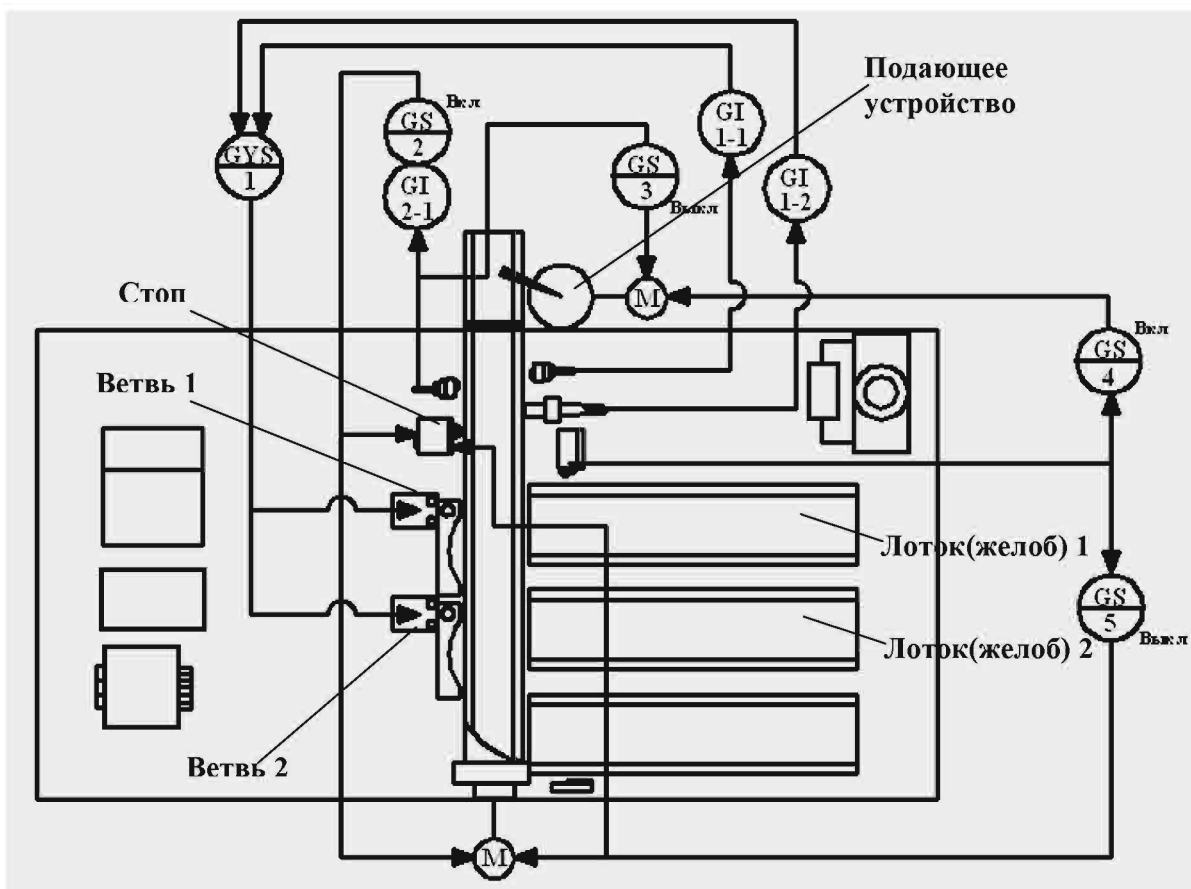 Подающее
устройство
Вкл
GS
2
GI
2-1
GYS
1
GS
3
Выкл
GI
1-1
GI
1-2
M
Стоп
Ветвь 1
Вкл
GS
4
Лоток(желоб) 1
GS
5
Выкл
Лоток(желоб) 2
Ветвь 2
M